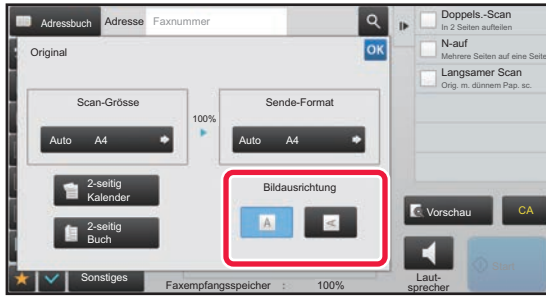 Adressbuch Adresse Faxnummer
Original
OK
Scan-Grösse
100%
Sende-Format
Auto A4
Auto A4
2-seitig
Kalender
2-seitig
Buch
Bildausrichtung
A
A
Sonstiges
Faxempfangsspeicher : 100%
Doppels.-Scan
In 2 Seiten aufteilen
N-auf
Mehrere Seiten auf eine Seite
Langsamer Scan
Orig. m. dünnem Pap. sc.
Vorschau
CA
Laut-
sprecher
Start